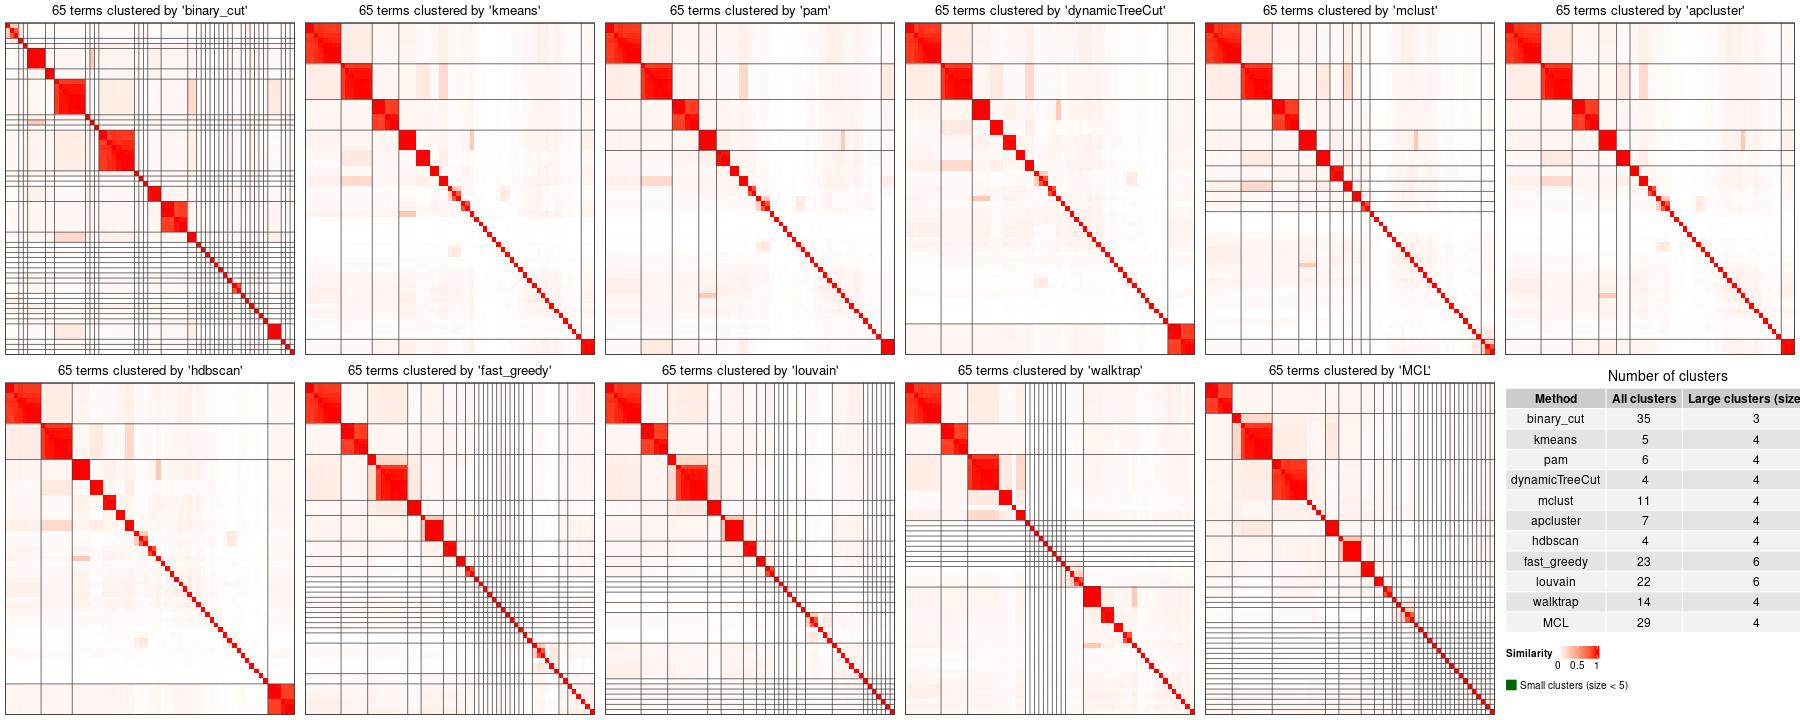 65 terms clustered by 'binary_cut'
65 terms clustered by 'kmeans'
65 terms clustered by 'pam'
65 terms clustered by 'dynamicTreeCut'
65 terms clustered by 'mclust'
65 terms clustered by 'apcluster'
65 terms clustered by 'hdbscan'
65 terms clustered by 'fast_greedy'
65 terms clustered by 'louvain'
65 terms clustered by 'walktrap'
65 terms clustered by 'MCL'
Number of clusters
Method All clusters Large clusters (size
binary_cut 35 3
kmeans 5 4
pam 6 4
dynamicTreeCut 4 4
mclust 11 4
apcluster 7 4
hdbscan 4 4
fast_greedy 23 6
louvain 22 6
walktrap 14 4
MCL 29 4
Similarity
0 0.5 1
Small clusters (size < 5)